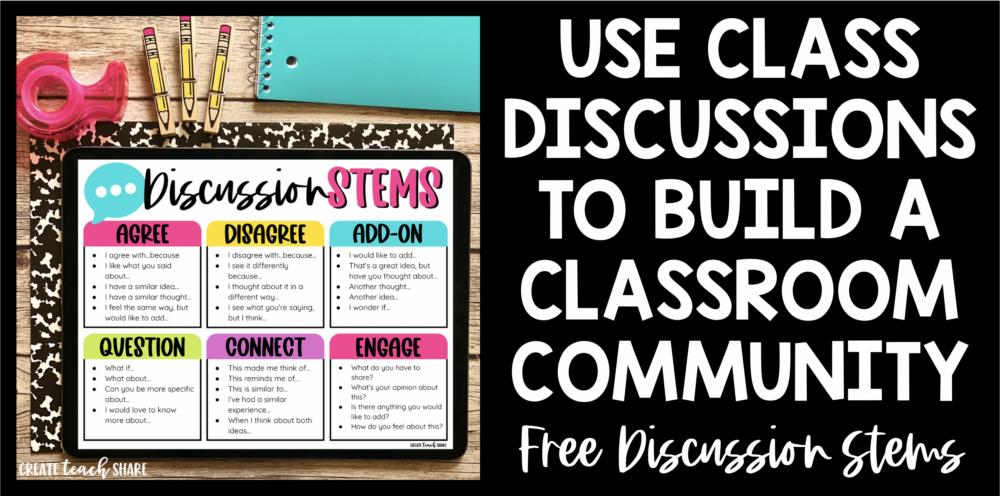 Discussion STEMS
AGREE
I agree with...because
I like what you said
about...
I have a similar idea...
I have a similar thought...
I feel the same way, but
would like to add...
DISAGREE
I disagree with...because...
I see it differently
because...
I thought about it in a
different way...
I see what you're saying,
but I think...
ADD-ON
I would like to add...
That's a great idea, but
have you thought about...
Another thought...
Another idea...
I wonder if...
QUESTION
What if...
What about...
Can you be more specific
about...
I would love to know
more about...
CONNECT
This made me think of...
This reminds me of...
This is similar to...
I've had a similar
experience...
When I think about both
ideas...
ENGAGE
What do you have to
share?
What's your opinion about
this?
Is there anything you would
like to add?
How do you feel about this?
CREATE teach SHARE
CREATE teach SHARE
USE CLASS
DISCUSSIONS
TO BUILD A
CLASSROOM
COMMUNITY
Free Discussion Stems